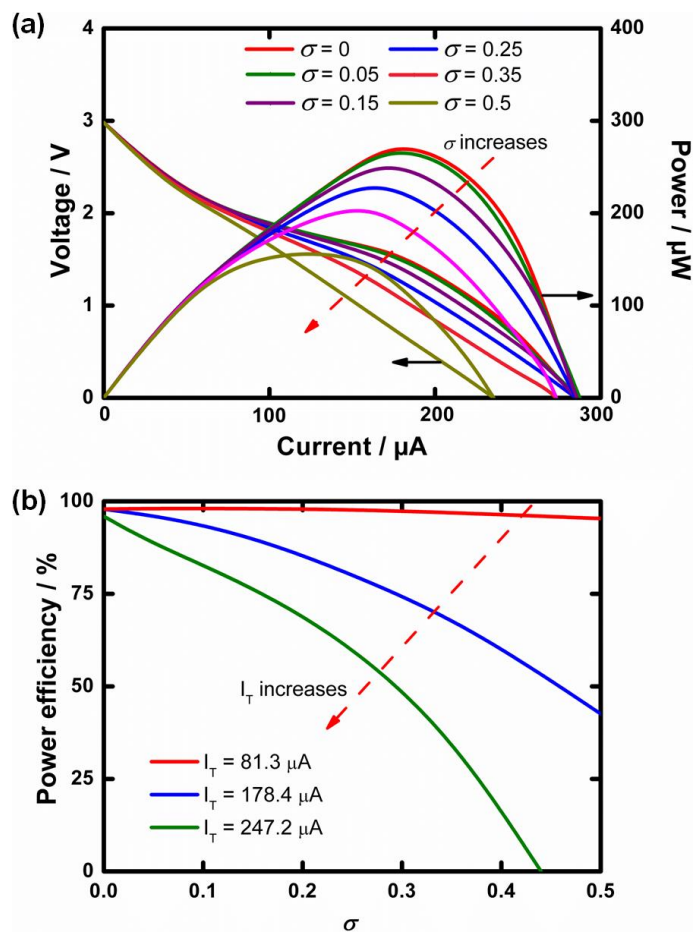 (a)
4
400
σ = 0
σ = 0.25
σ = 0.05
σ = 0.35
σ = 0.15
σ = 0.5
3
300
σ increases
Voltage / V
Power / μW
2
200
1
100
0
0
100
200
300
Current / μA
(b)
100
75
Power efficiency / %
50
I_T increases
25
I_T = 81.3 μA
I_T = 178.4 μA
I_T = 247.2 μA
0
0.0
0.1
0.2
0.3
0.4
0.5
σ